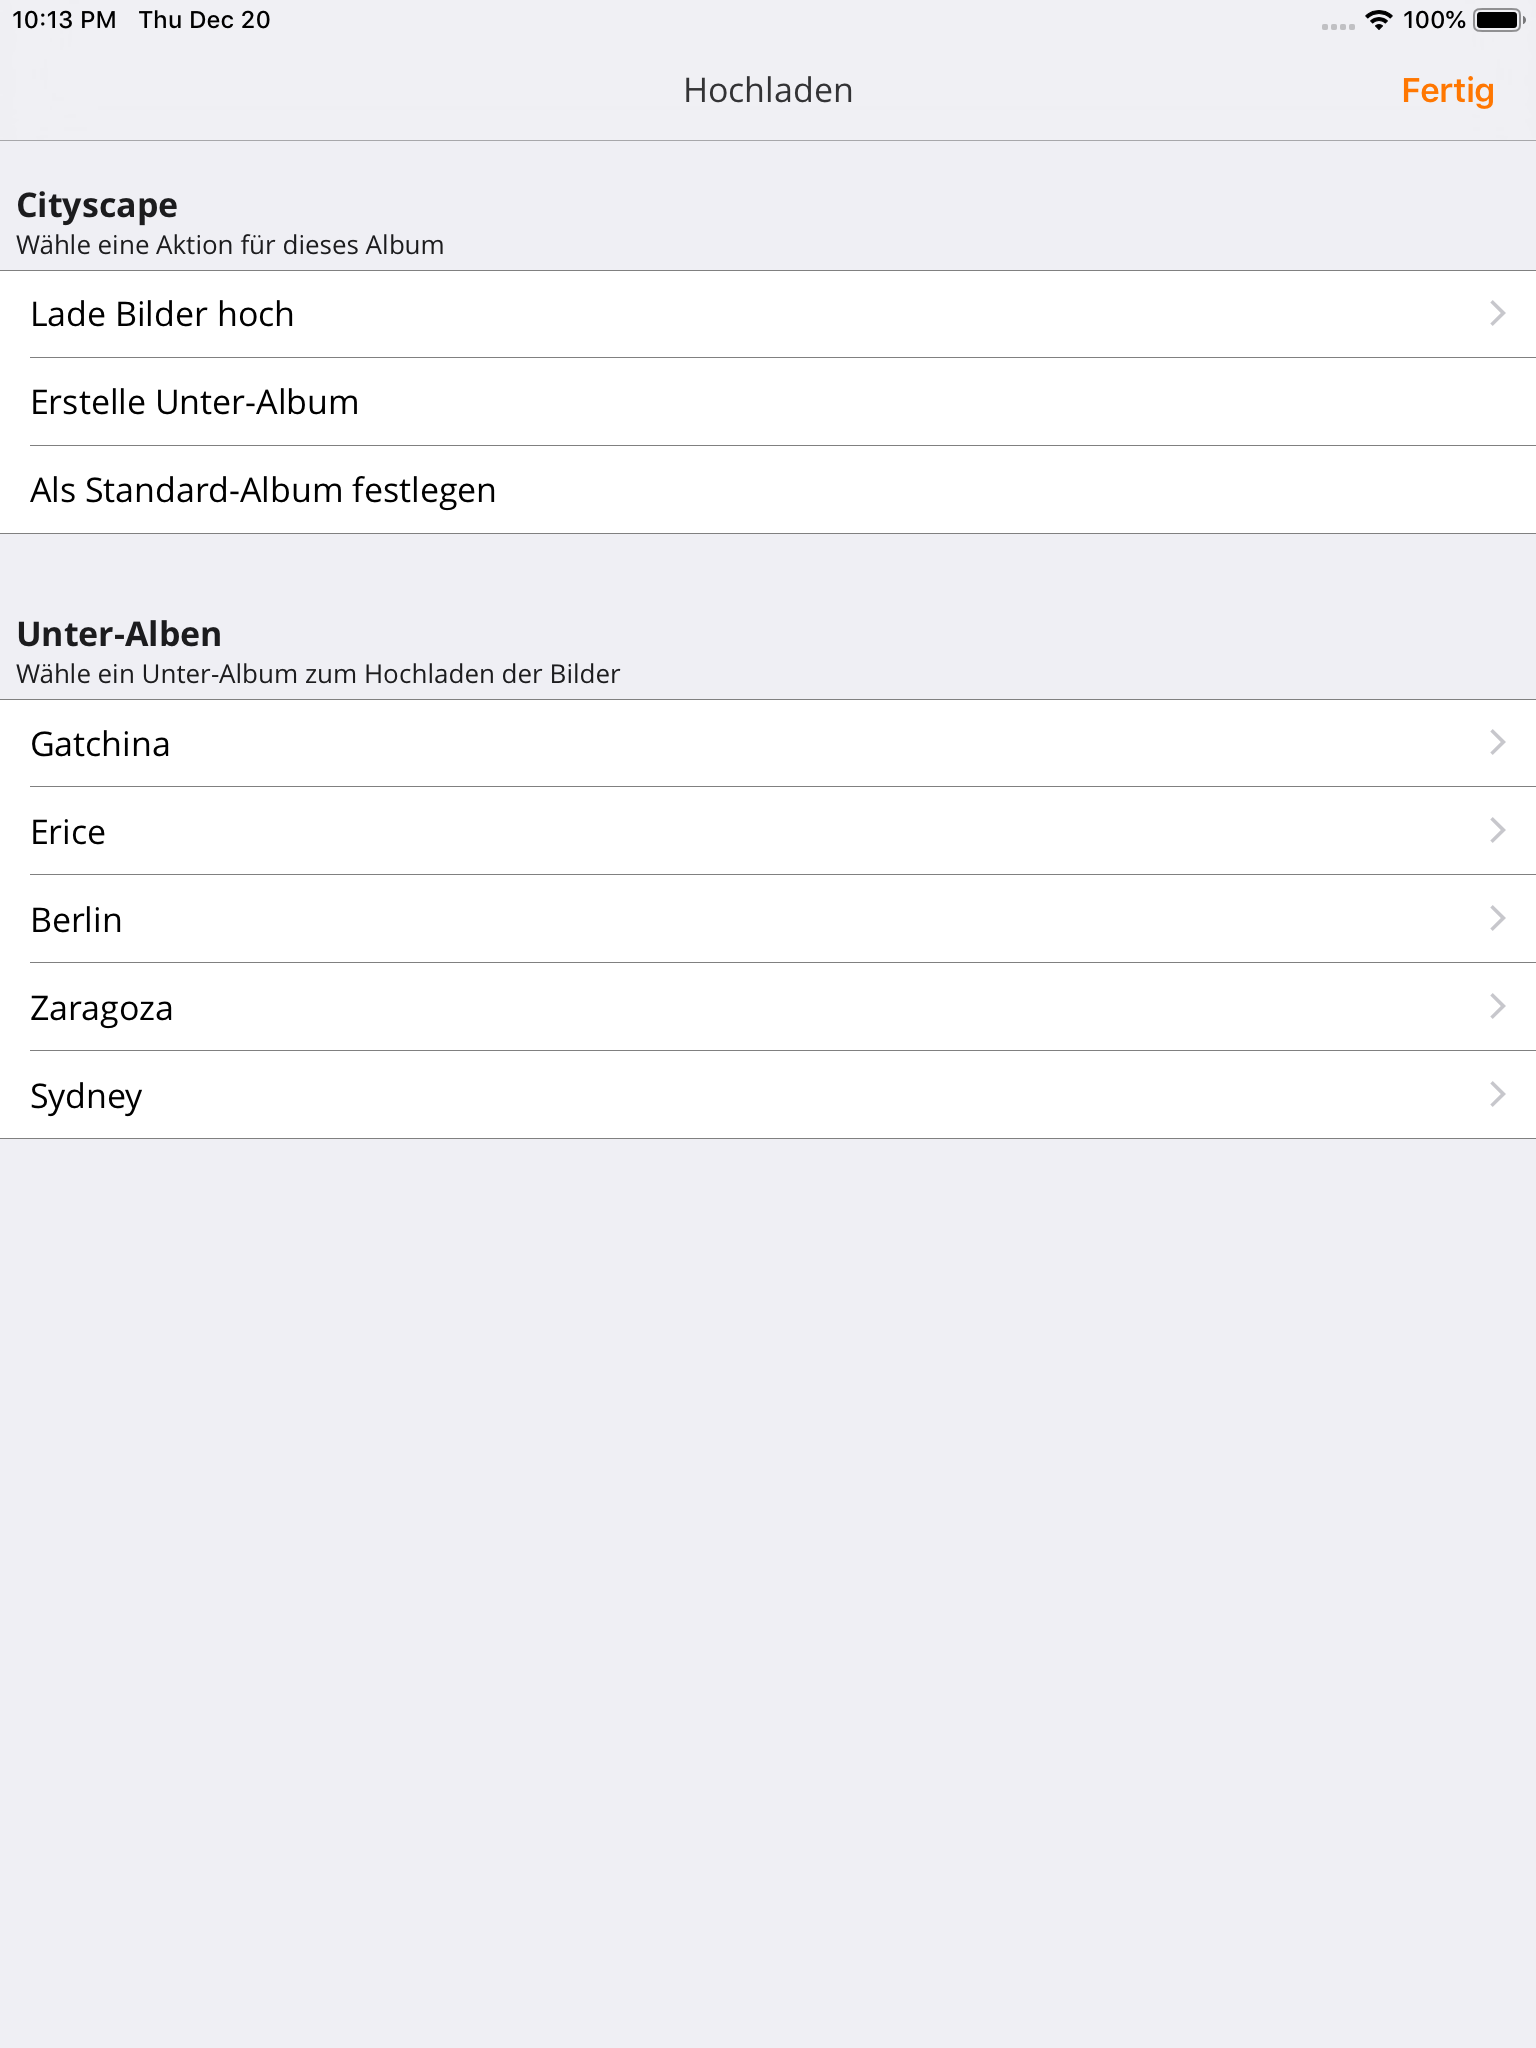 10:13 PM Thu Dec 20 100%
Hochladen Fertig
Cityscape
Wähle eine Aktion für dieses Album
Lade Bilder hoch
Erstelle Unter-Album
Als Standard-Album festlegen
Unter-Alben
Wähle ein Unter-Album zum Hochladen der Bilder
Gatchina
Erice
Berlin
Zaragoza
Sydney